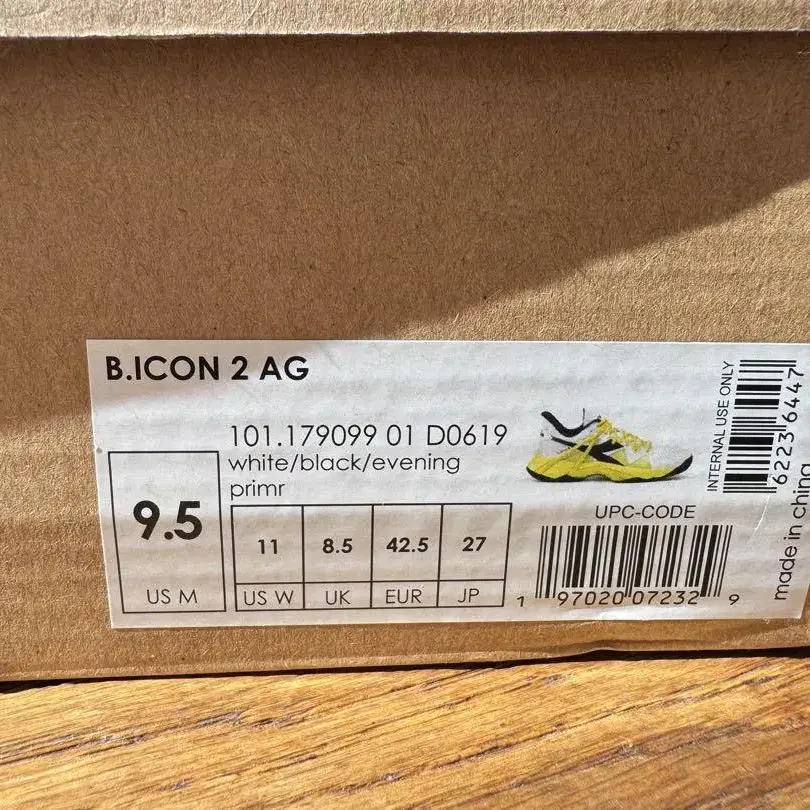 B.ICON 2 AG
101.179099 01 D0619
white/black/evening
primr
9.5
US M
11
8.5
42.5
27
US W
UK
EUR
JP
UPC-CODE
1 97020 07232 9
INTERNAL USE ONLY
6223 6447
made in china